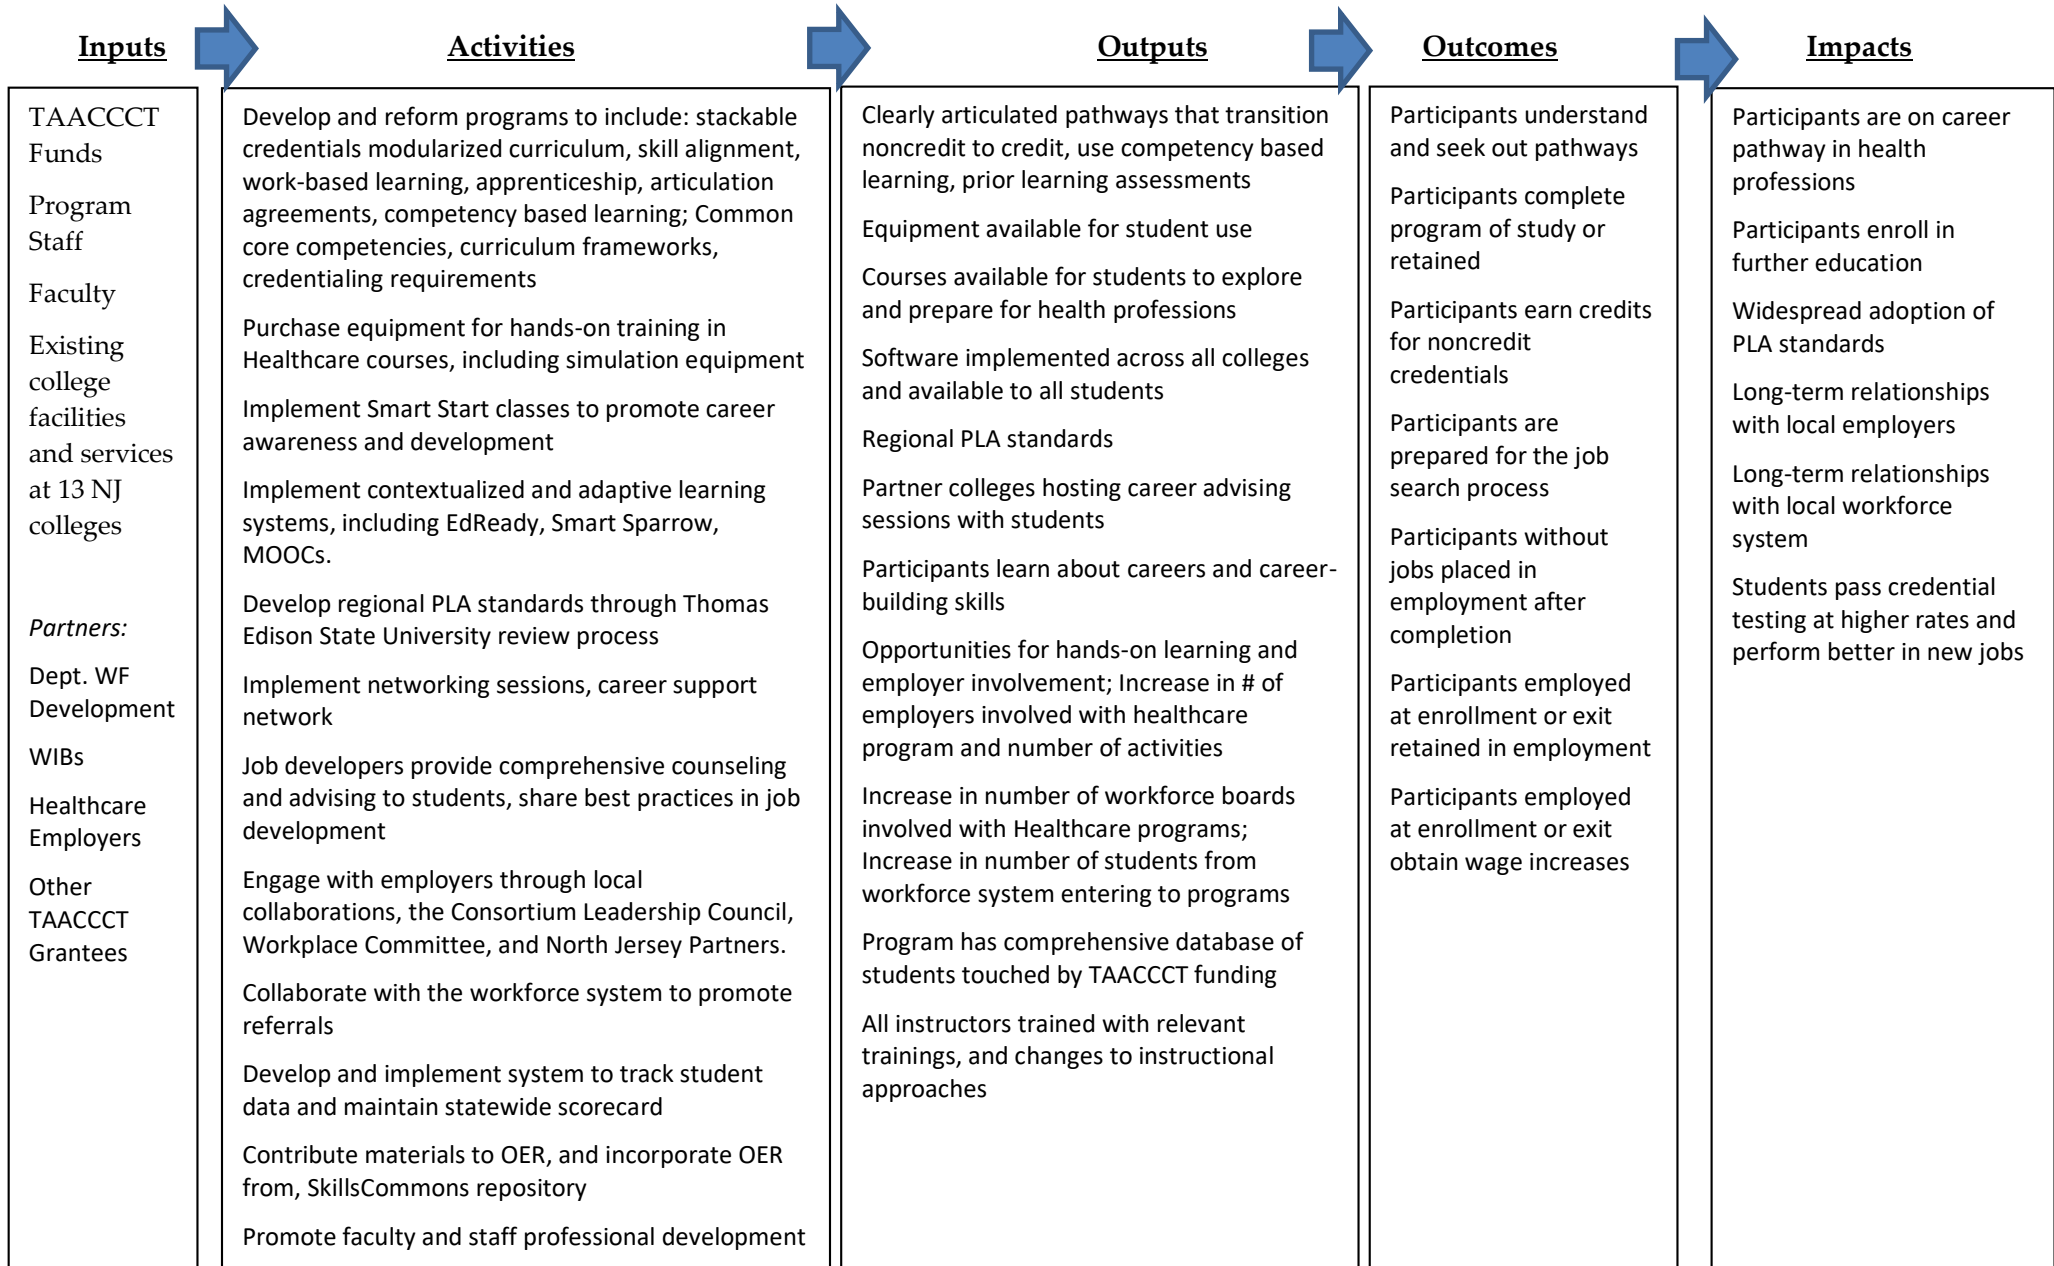 Inputs
Activities
Outputs
Outcomes
Impacts
TAACCCT
Funds
Program
Staff
Faculty
Existing
college
facilities
and services
at 13 NJ
colleges
Partners:
Dept. WF
Development
WIBs
Healthcare
Employers
Other
TAACCCT
Grantees
Develop and reform programs to include: stackable
credentials modularized curriculum, skill alignment,
work-based learning, apprenticeship, articulation
agreements, competency based learning; Common
core competencies, curriculum frameworks,
credentialing requirements
Purchase equipment for hands-on training in
Healthcare courses, including simulation equipment
Implement Smart Start classes to promote career
awareness and development
Implement contextualized and adaptive learning
systems, including EdReady, Smart Sparrow,
MOOCs.
Develop regional PLA standards through Thomas
Edison State University review process
Implement networking sessions, career support
network
Job developers provide comprehensive counseling
and advising to students, share best practices in job
development
Engage with employers through local
collaborations, the Consortium Leadership Council,
Workplace Committee, and North Jersey Partners.
Collaborate with the workforce system to promote
referrals
Develop and implement system to track student
data and maintain statewide scorecard
Contribute materials to OER, and incorporate OER
from, SkillsCommons repository
Promote faculty and staff professional development
Clearly articulated pathways that transition
noncredit to credit, use competency based
learning, prior learning assessments
Equipment available for student use
Courses available for students to explore
and prepare for health professions
Software implemented across all colleges
and available to all students
Regional PLA standards
Partner colleges hosting career advising
sessions with students
Participants learn about careers and career-
building skills
Opportunities for hands-on learning and
employer involvement; Increase in # of
employers involved with healthcare
program and number of activities
Increase in number of workforce boards
involved with Healthcare programs;
Increase in number of students from
workforce system entering to programs
Program has comprehensive database of
students touched by TAACCCT funding
All instructors trained with relevant
trainings, and changes to instructional
approaches
Participants understand
and seek out pathways
Participants complete
program of study or
retained
Participants earn credits
for noncredit
credentials
Participants are
prepared for the job
search process
Participants without
jobs placed in
employment after
completion
Participants employed
at enrollment or exit
retained in employment
Participants employed
at enrollment or exit
obtain wage increases
Participants are on career
pathway in health
professions
Participants enroll in
further education
Widespread adoption of
PLA standards
Long-term relationships
with local employers
Long-term relationships
with local workforce
system
Students pass credential
testing at higher rates and
perform better in new jobs